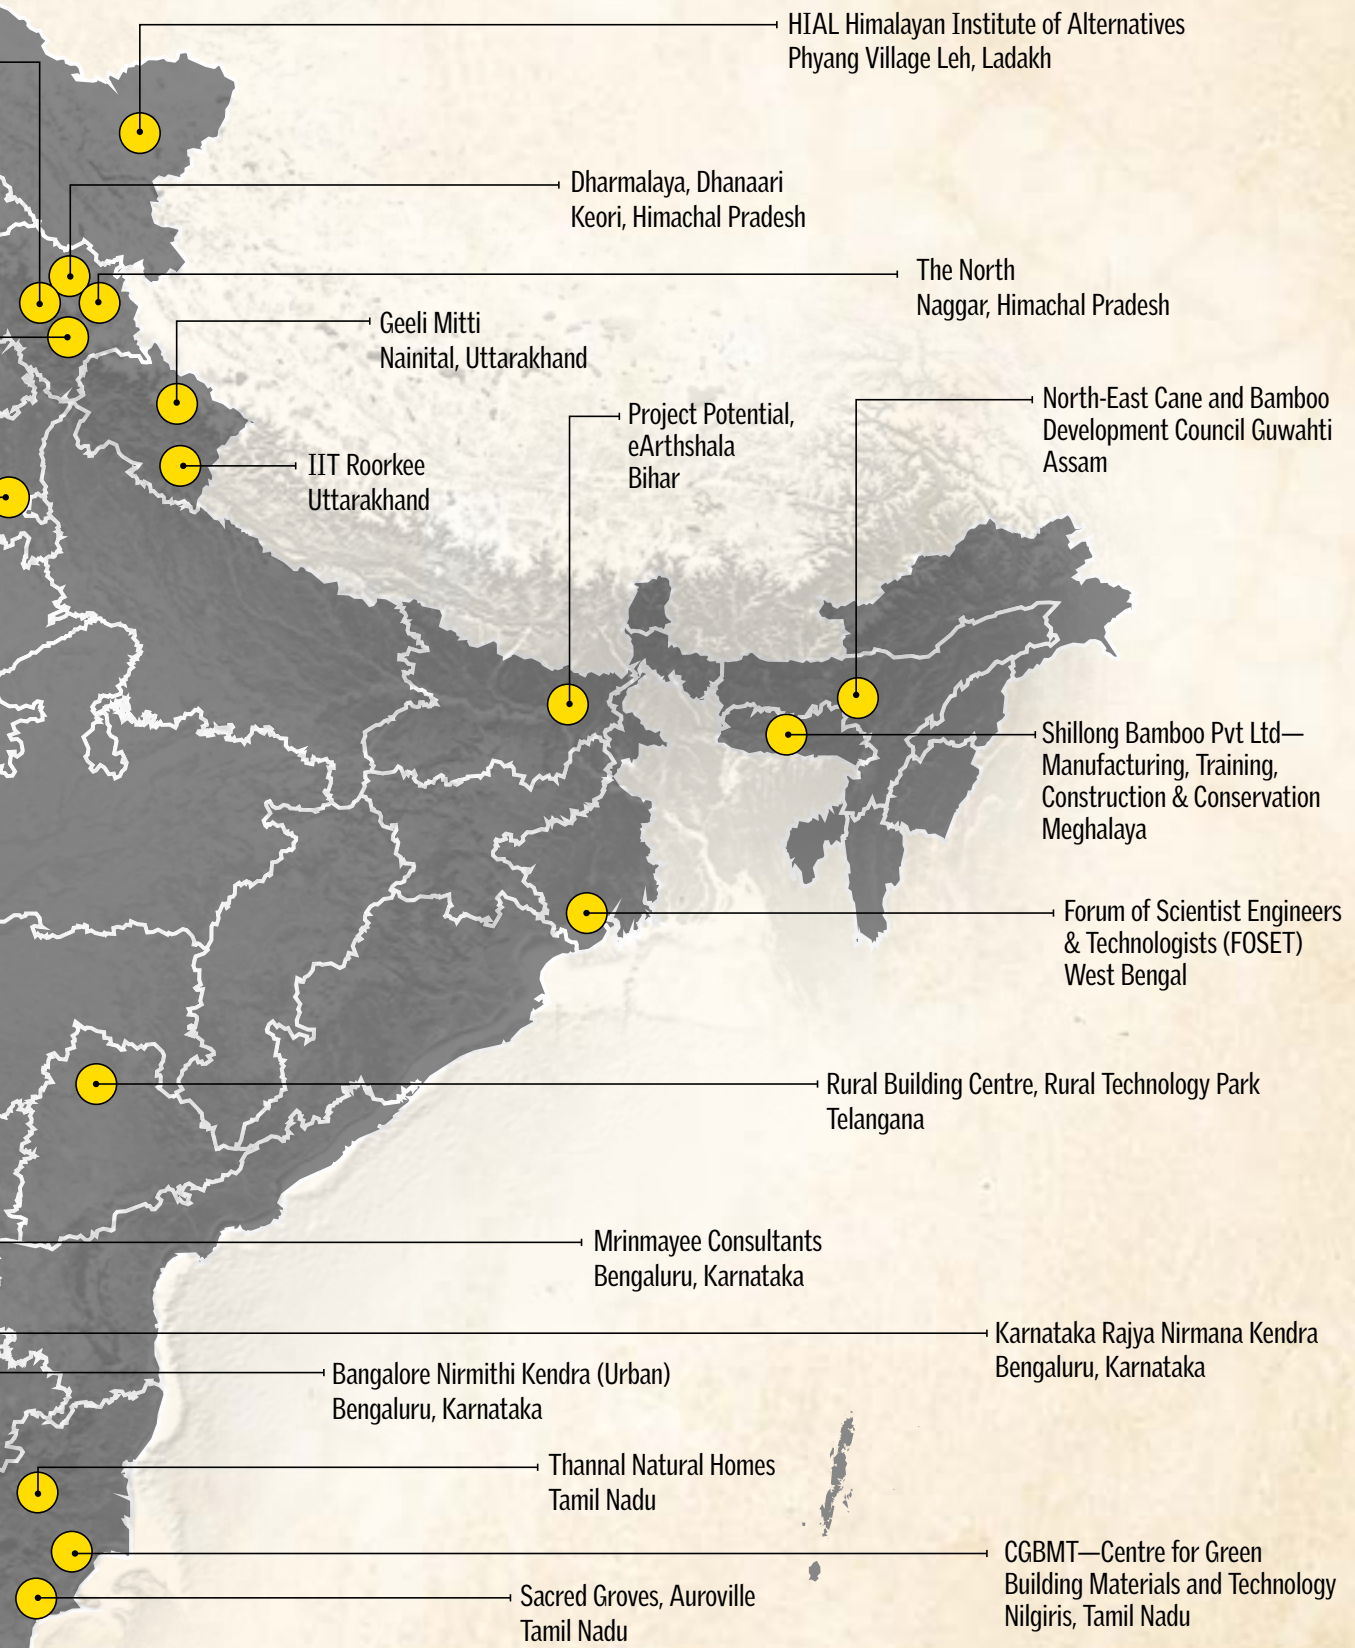 HIAL Himalayan Institute of Alternatives
Phyang Village Leh, Ladakh
Dharmalaya, Dhanaari
Keori, Himachal Pradesh
The North
Naggar, Himachal Pradesh
Geeli Mitti
Nainital, Uttarakhand
North-East Cane and Bamboo
Development Council Guwahti
Assam
Project Potential,
eArthshala
Bihar
IIT Roorkee
Uttarakhand
Shillong Bamboo Pvt Ltd—
Manufacturing, Training,
Construction & Conservation
Meghalaya
Forum of Scientist Engineers
& Technologists (FOSET)
West Bengal
Rural Building Centre, Rural Technology Park
Telangana
Mrinmayee Consultants
Bengaluru, Karnataka
Karnataka Rajya Nirmana Kendra
Bengaluru, Karnataka
Bangalore Nirmithi Kendra (Urban)
Bengaluru, Karnataka
Thannal Natural Homes
Tamil Nadu
CGBMT—Centre for Green
Building Materials and Technology
Nilgiris, Tamil Nadu
Sacred Groves, Auroville
Tamil Nadu